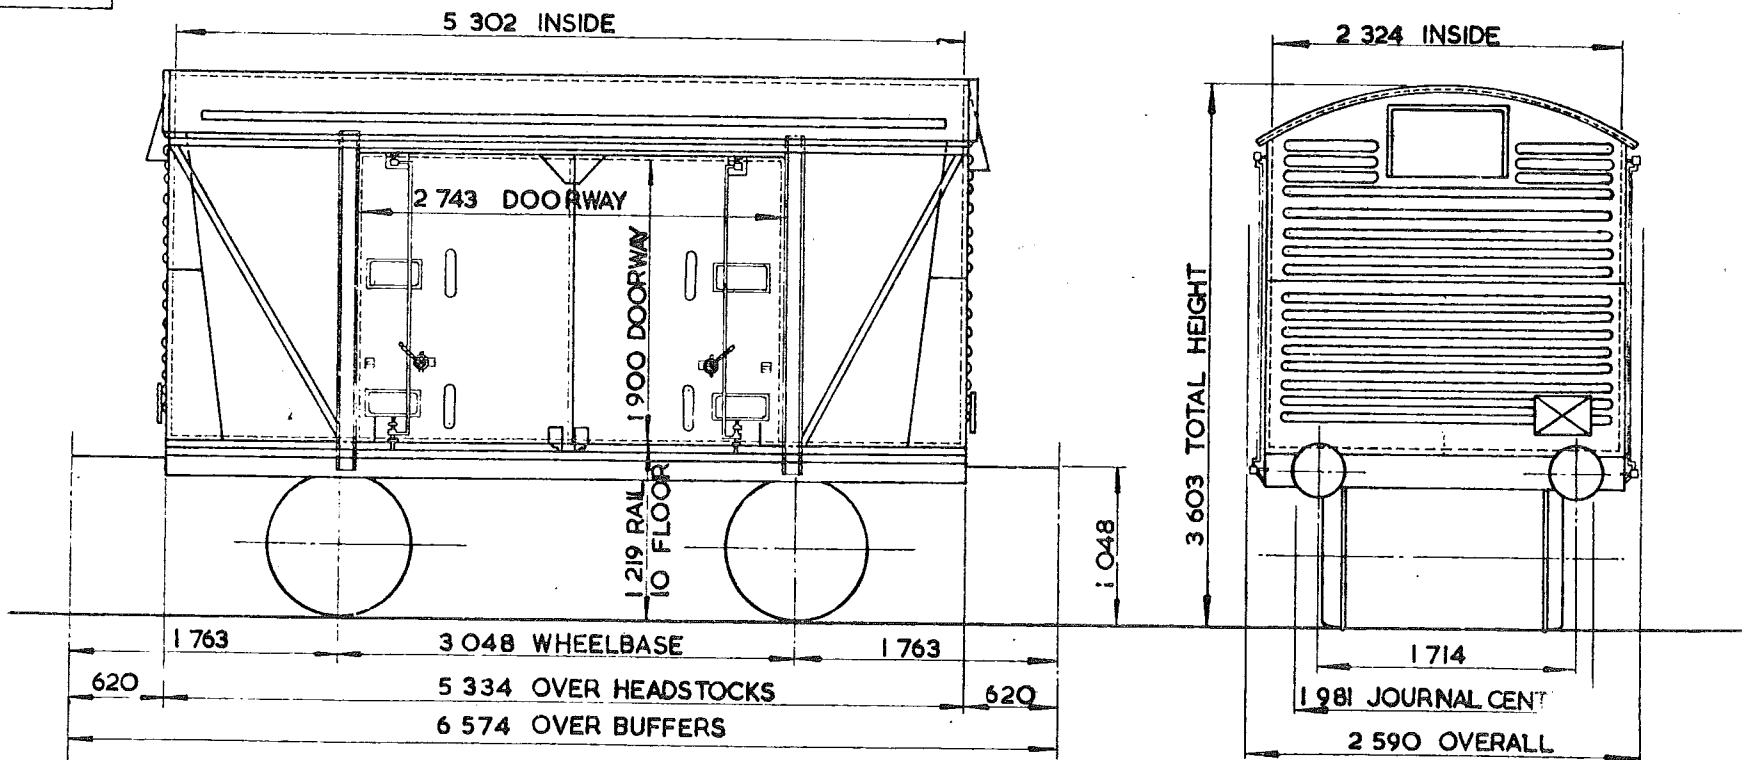 5 302 INSIDE
2 324 INSIDE
2 743 DOORWAY
1 900 DOORWAY
3 603 TOTAL HEIGHT
1 219 RAIL
10 FLOOR
1 048
1 763
3 048 WHEELBASE
1 763
1 714
620
5 334 OVER HEADSTOCKS
620
1 981 JOURNAL CENT
6 574 OVER BUFFERS
2 590 OVERALL